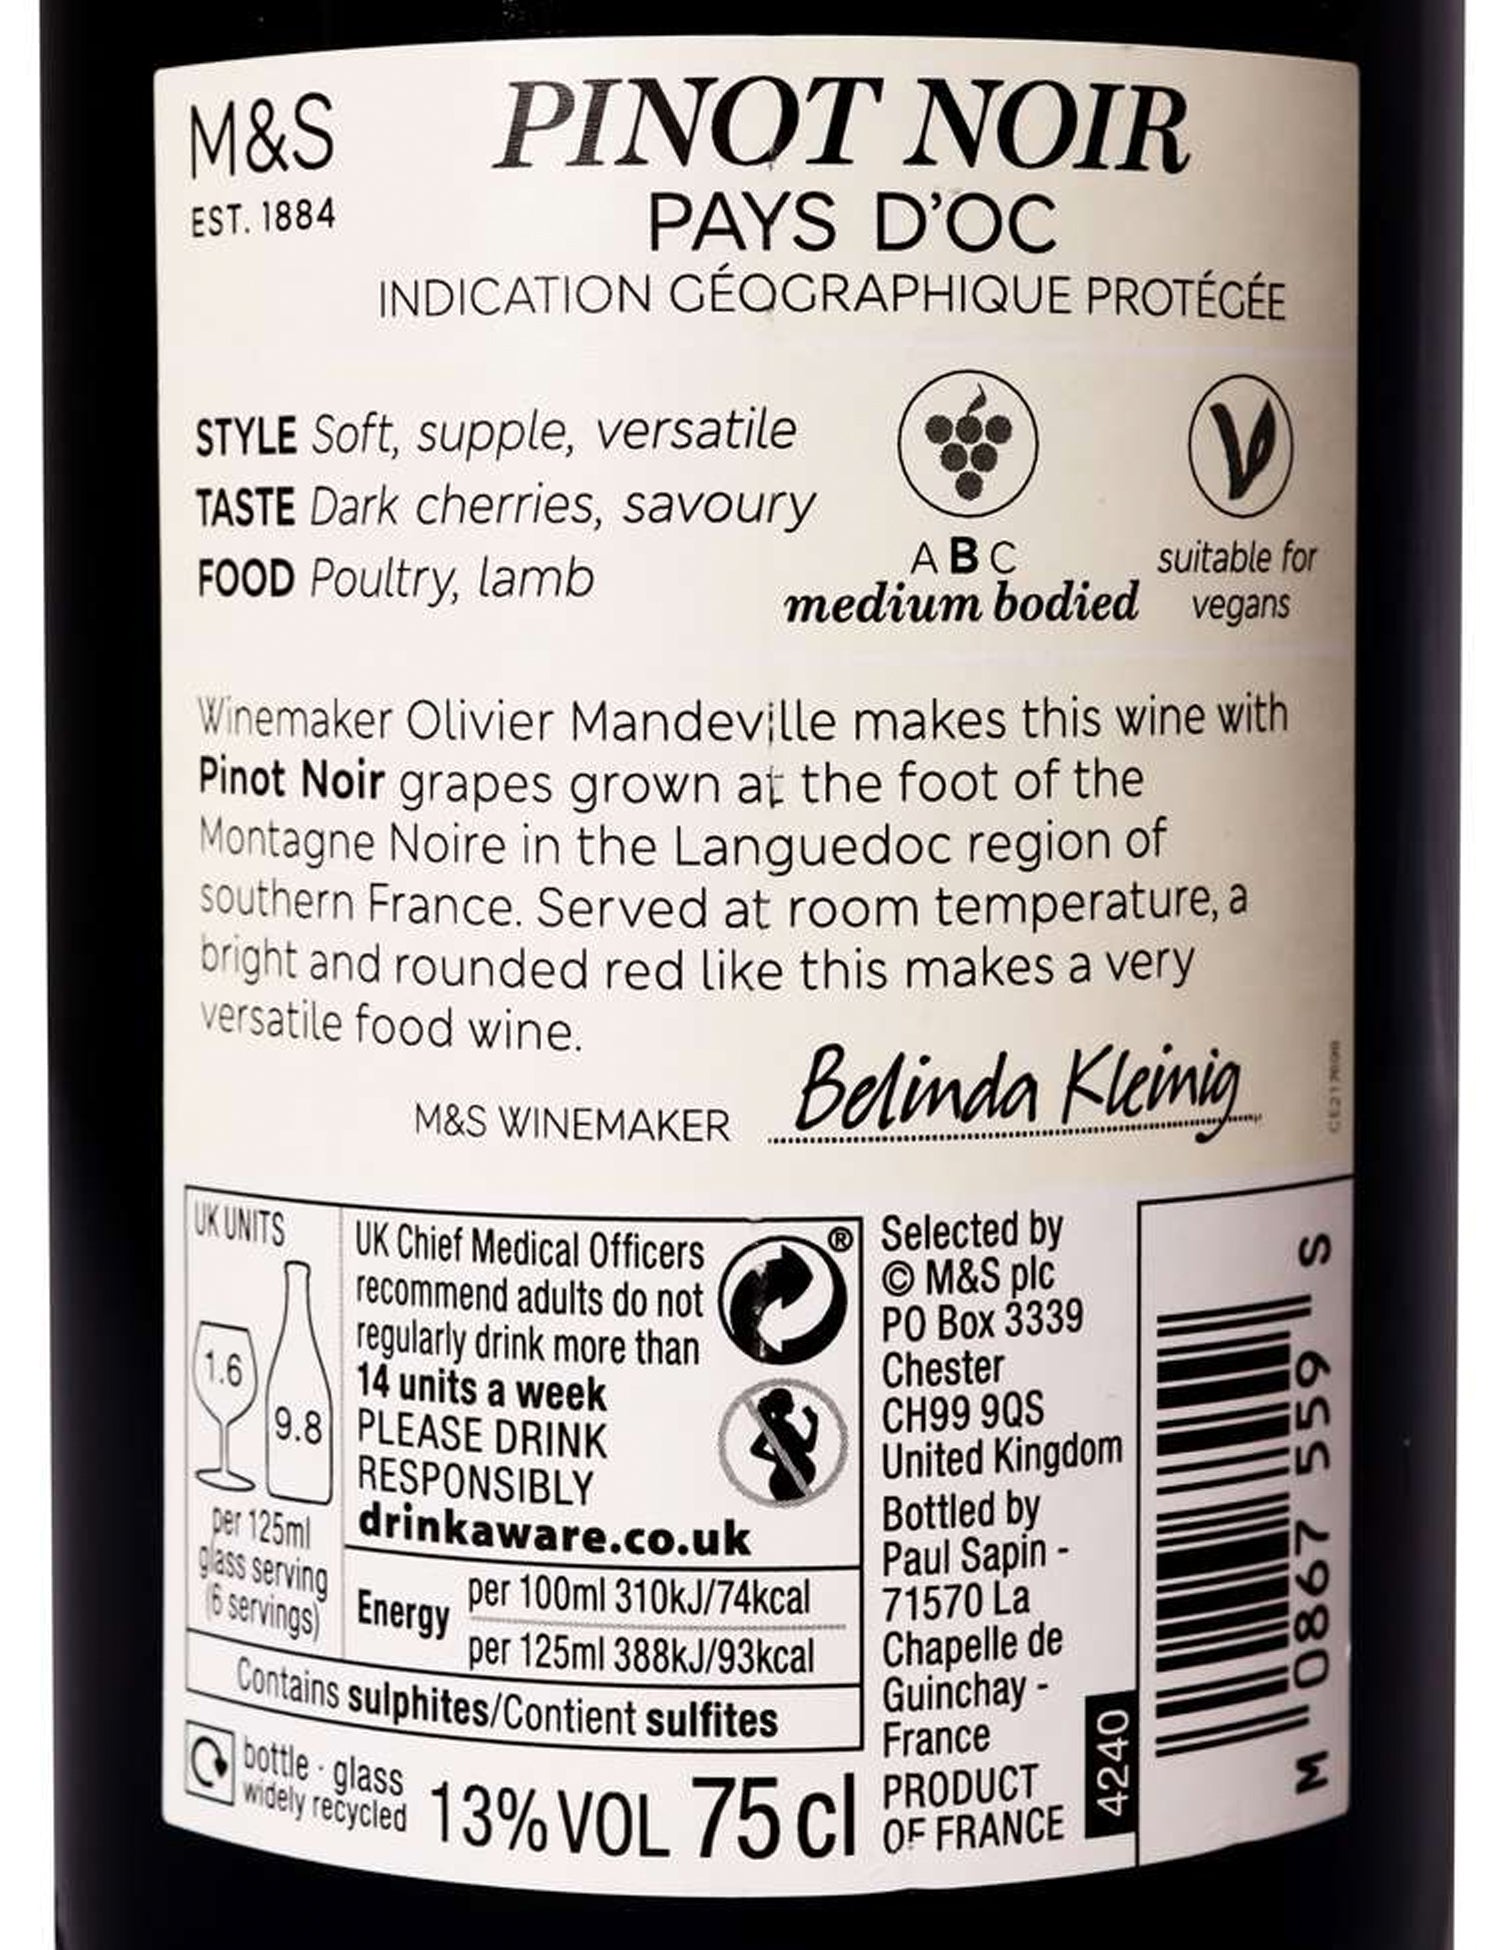 M&S
EST. 1884
PINOT NOIR
PAYS D'OC
INDICATION GÉOGRAPHIQUE PROTÉGÉE
STYLE Soft, supple, versatile
TASTE Dark cherries, savoury
FOOD Poultry, lamb
A B C
medium bodied
suitable for
vegans
Winemaker Olivier Mandeville makes this wine with
Pinot Noir grapes grown at the foot of the
Montagne Noire in the Languedoc region of
southern France. Served at room temperature, a
bright and rounded red like this makes a very
versatile food wine.
M&S WINEMAKER
Belinda Kleinig
UK UNITS
1.6
9.8
per 125ml
glass serving
(6 servings)
UK Chief Medical Officers
recommend adults do not
regularly drink more than
14 units a week
PLEASE DRINK
RESPONSIBLY
drinkaware.co.uk
®
Energy
per 100ml 310kJ/74kcal
per 125ml 388kJ/93kcal
Contains sulphites/Contient sulfites
bottle · glass
widely recycled
13% VOL 75 cl
Selected by
© M&S plc
PO Box 3339
Chester
CH99 9QS
United Kingdom
Bottled by
Paul Sapin -
71570 La
Chapelle de
Guinchay -
France
PRODUCT
OF FRANCE
4240
M 0867 5596 S